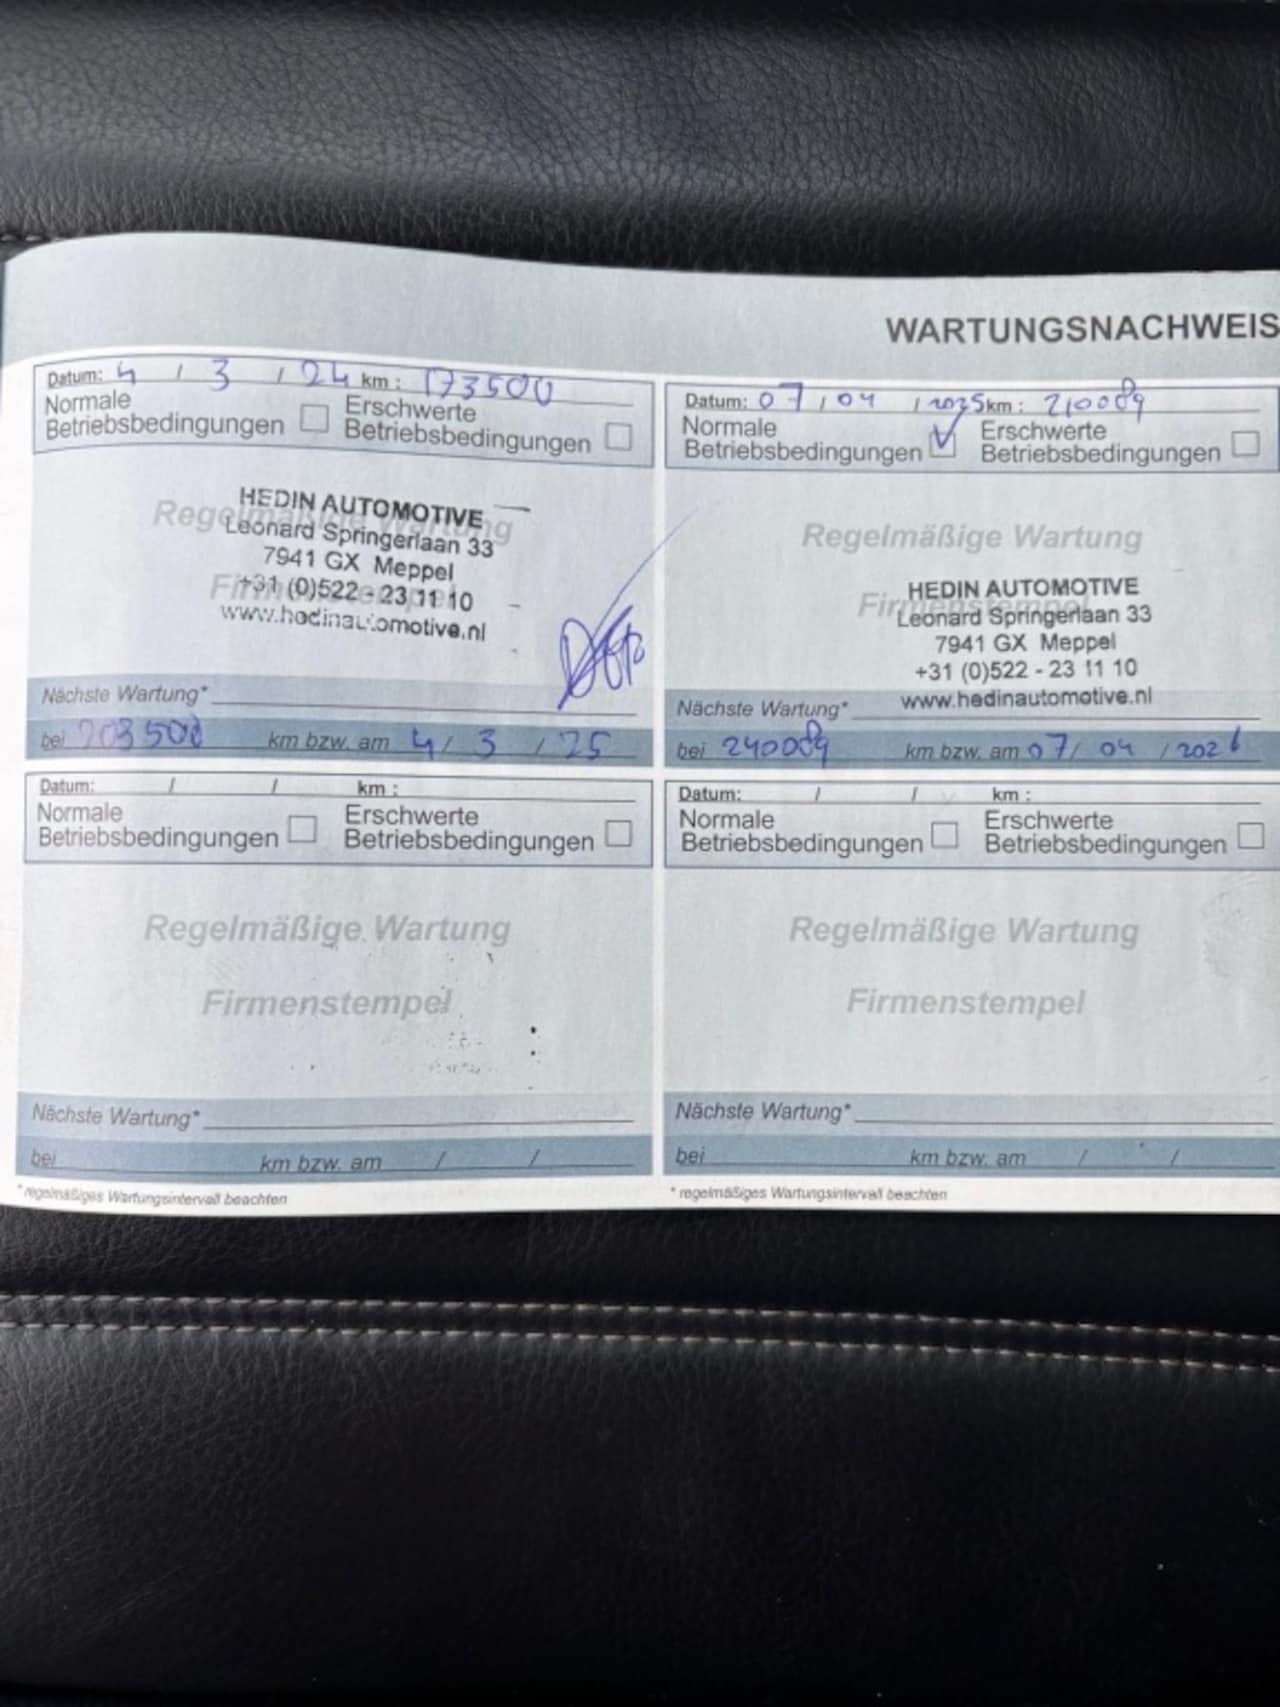 WARTUNGSNACHWEIS
Datum: 4 / 3 / 24 km : 173500
Normale Betriebsbedingungen
Erschwerte Betriebsbedingungen
Regelmäßige Wartung
Firmenstempel
HEDIN AUTOMOTIVE
Leonard Springerlaan 33
7941 GX Meppel
+31 (0)522 - 23 11 10
www.hedinautomotive.nl
Nächste Wartung*
bei 203500 km bzw. am 4 / 3 / 25
Datum: 07 / 04 / 2025 km : 210089
Normale Betriebsbedingungen
Erschwerte Betriebsbedingungen
Regelmäßige Wartung
Firmenstempel
HEDIN AUTOMOTIVE
Leonard Springerlaan 33
7941 GX Meppel
+31 (0)522 - 23 11 10
www.hedinautomotive.nl
Nächste Wartung*
bei 240089 km bzw. am 07 / 04 / 2026
Datum: / / km :
Normale Betriebsbedingungen
Erschwerte Betriebsbedingungen
Regelmäßige Wartung
Firmenstempel
Nächste Wartung*
bei km bzw. am / /
* regelmäßiges Wartungsintervall beachten
Datum: / / km :
Normale Betriebsbedingungen
Erschwerte Betriebsbedingungen
Regelmäßige Wartung
Firmenstempel
Nächste Wartung*
bei km bzw. am / /
* regelmäßiges Wartungsintervall beachten